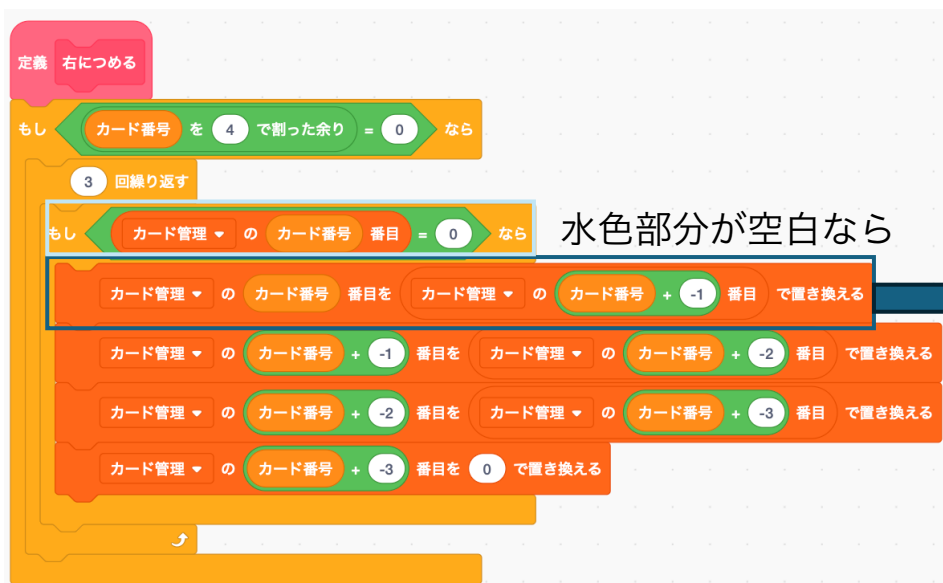 定義 右につめる
もし カード番号 を 4 で割った余り = 0 なら
3 回繰り返す
もし カード管理 の カード番号 番目 = 0 なら
水色部分が空白なら
カード管理 の カード番号 番目を カード管理 の カード番号 + -1 番目 で置き換える
カード管理 の カード番号 + -1 番目を カード管理 の カード番号 + -2 番目 で置き換える
カード管理 の カード番号 + -2 番目を カード管理 の カード番号 + -3 番目 で置き換える
カード管理 の カード番号 + -3 番目を 0 で置き換える